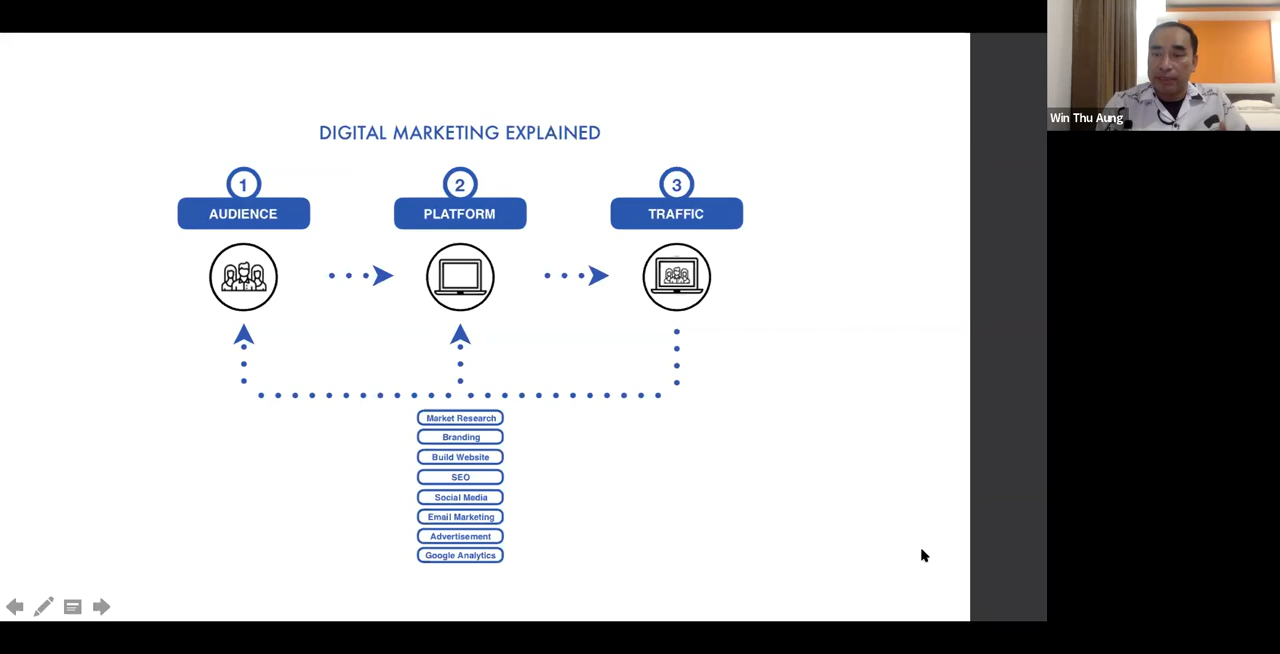 DIGITAL MARKETING EXPLAINED
1
2
3
AUDIENCE
PLATFORM
TRAFFIC
Market Research
Branding
Build Website
SEO
Social Media
Email Marketing
Advertisement
Google Analytics
Win Thu Aung